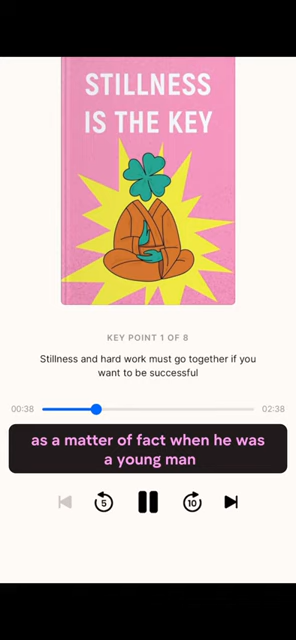 STILLNESS
IS THE KEY
KEY POINT 1 OF 8
Stillness and hard work must go together if you
want to be successful
00:38
02:38
as a matter of fact when he was
a young man
5
10